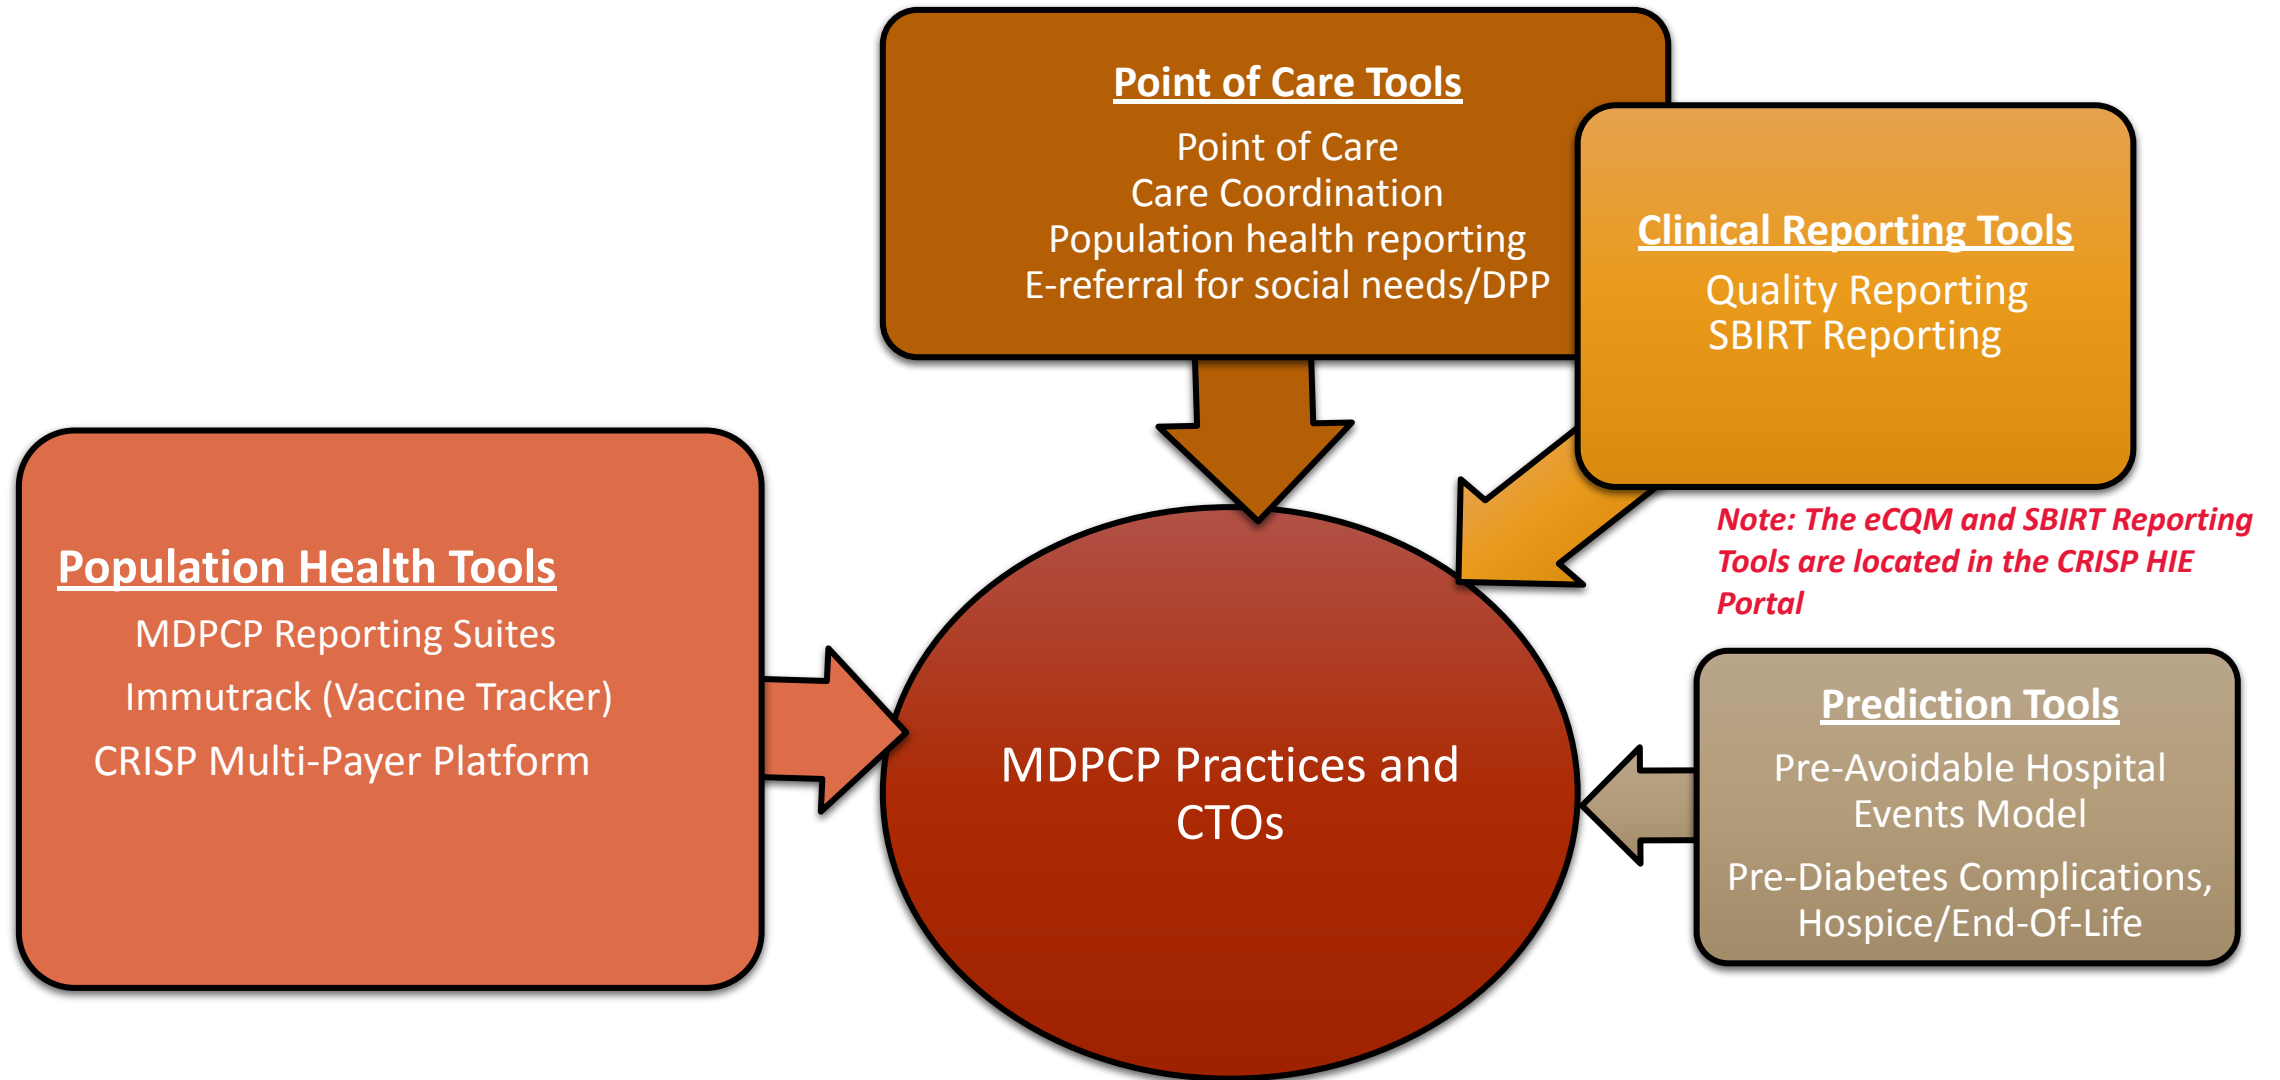 Point of Care Tools
Point of Care
Care Coordination
Population health reporting
E-referral for social needs/DPP
Clinical Reporting Tools
Quality Reporting
SBIRT Reporting
Note: The eCQM and SBIRT Reporting
Tools are located in the CRISP HIE
Portal
Population Health Tools
MDPCP Reporting Suites
Immutrack (Vaccine Tracker)
CRISP Multi-Payer Platform
MDPCP Practices and
CTOs
Prediction Tools
Pre-Avoidable Hospital
Events Model
Pre-Diabetes Complications,
Hospice/End-Of-Life